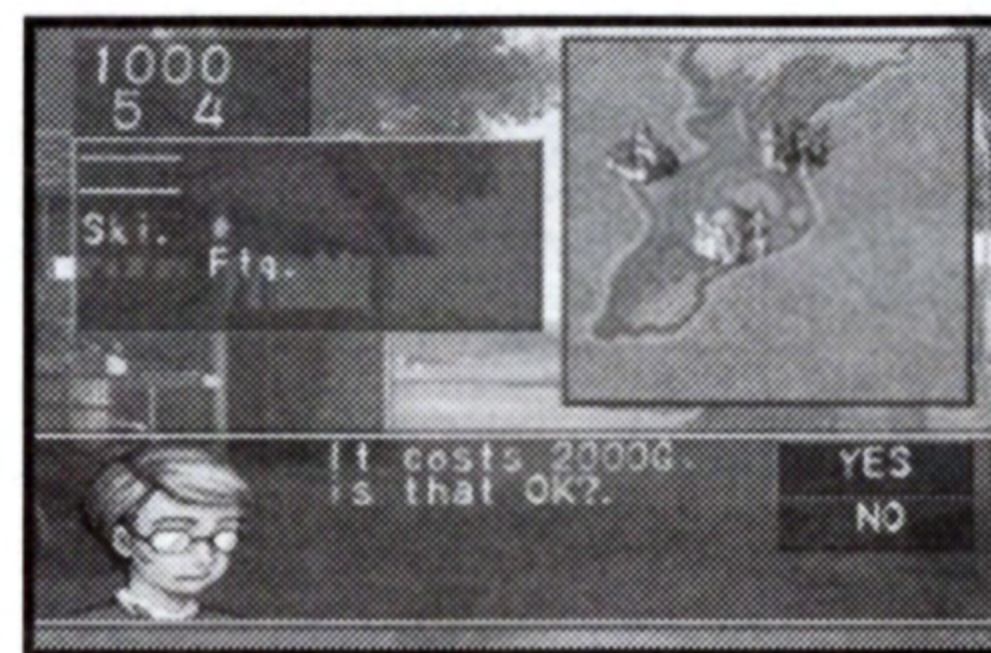 1000
5 4
Ski.
Ftg.
It costs 2000G.
is that OK?.
YES
NO